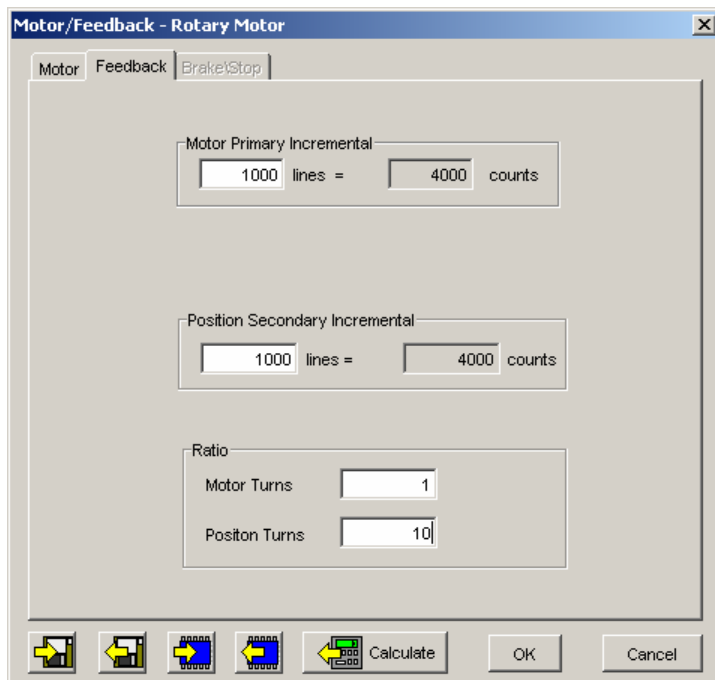 Motor/Feedback - Rotary Motor
Motor Feedback Brake\Stop
Motor Primary Incremental
1000 lines = 4000 counts
Position Secondary Incremental
1000 lines = 4000 counts
Ratio
Motor Turns 1
Positon Turns 10
Calculate OK Cancel